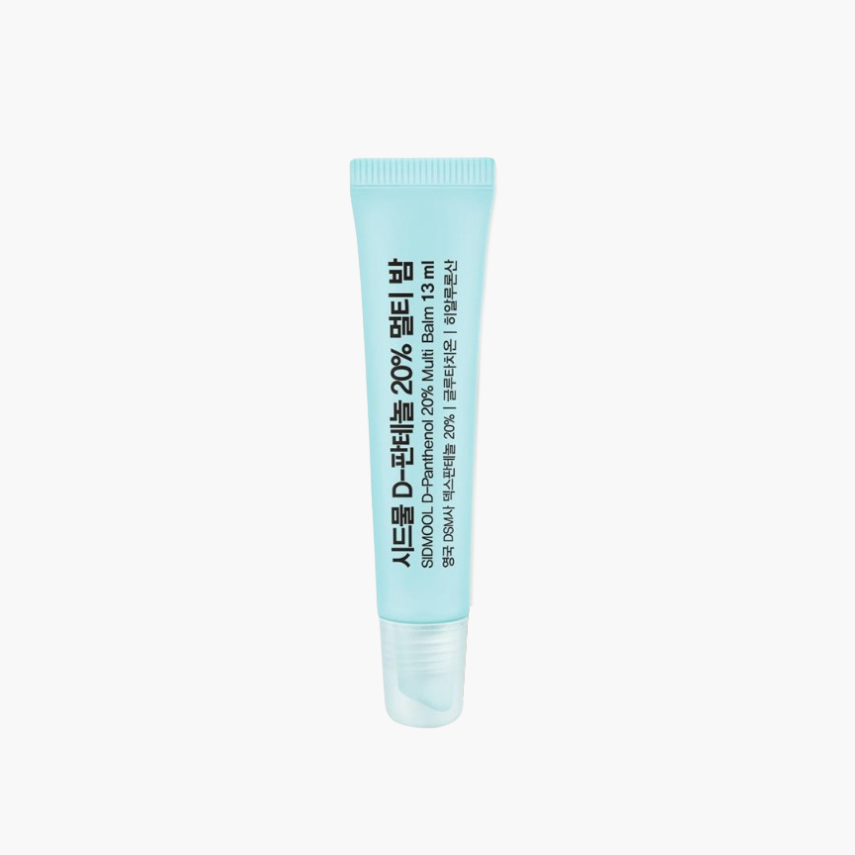 시드물 D-판테놀 20% 멀티 밤
SIDMOOL D-Panthenol 20% Multi Balm 13 ml
영국 DSM사 덱스판테놀 20% | 글루타치온 | 히알루론산